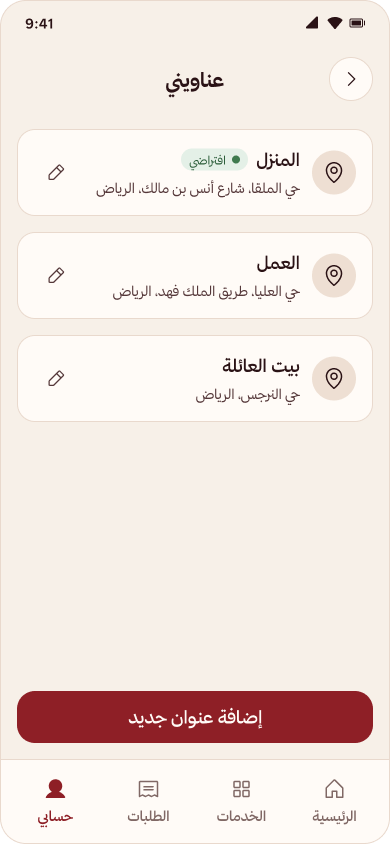 9:41
عناويني
المنزل
افتراضي
حي الملقا، شارع أنس بن مالك، الرياض
العمل
حي العليا، طريق الملك فهد، الرياض
بيت العائلة
حي النرجس، الرياض
إضافة عنوان جديد
الرئيسية
الخدمات
الطلبات
حسابي